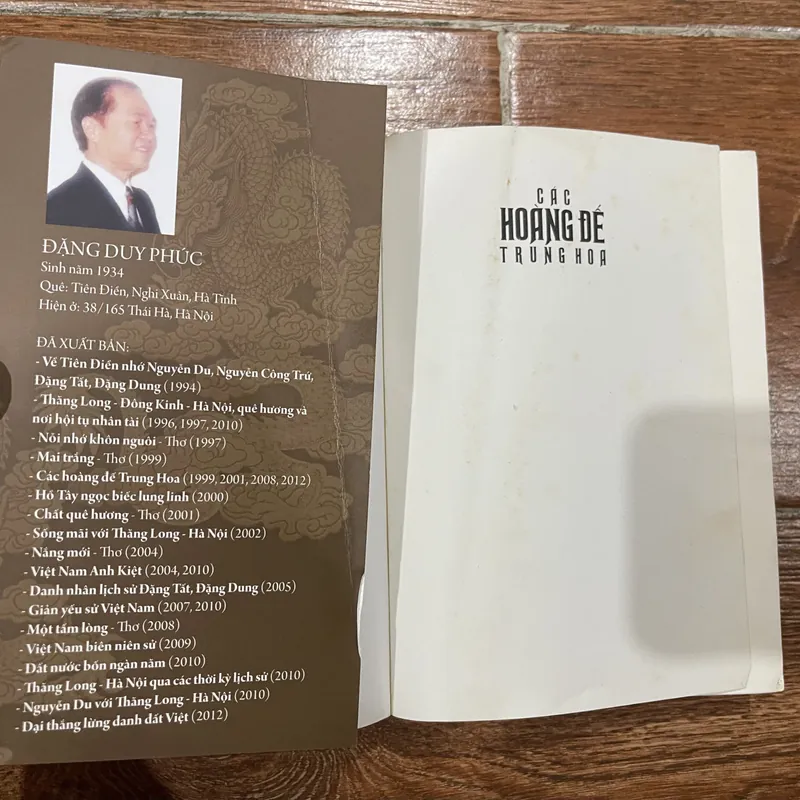 ĐẶNG DUY PHÚC
Sinh năm 1934
Quê: Tiên Điền, Nghi Xuân, Hà Tĩnh
Hiện ở: 38/165 Thái Hà, Hà Nội
ĐÃ XUẤT BẢN:
- Về Tiên Điền nhớ Nguyễn Du, Nguyễn Công Trứ,
Đặng Tất, Đặng Dung (1994)
- Thăng Long - Đông Kinh - Hà Nội, quê hương và
nơi hội tụ nhân tài (1996, 1997, 2010)
- Nỗi nhớ khôn nguôi - Thơ (1997)
- Mai trắng - Thơ (1999)
- Các hoàng đế Trung Hoa (1999, 2001, 2008, 2012)
- Hồ Tây ngọc biếc lung linh (2000)
- Chất quê hương - Thơ (2001)
- Sống mãi với Thăng Long - Hà Nội (2002)
- Nắng mới - Thơ (2004)
- Việt Nam Anh Kiệt (2004, 2010)
- Danh nhân lịch sử Đặng Tất, Đặng Dung (2005)
- Giản yếu sử Việt Nam (2007, 2010)
- Một tấm lòng - Thơ (2008)
- Việt Nam biên niên sử (2009)
- Đất nước bốn ngàn năm (2010)
- Thăng Long - Hà Nội qua các thời kỳ lịch sử (2010)
- Nguyễn Du với Thăng Long - Hà Nội (2010)
- Đại thắng lừng danh đất Việt (2012)
CÁC
HOÀNG ĐẾ
TRUNG HOA